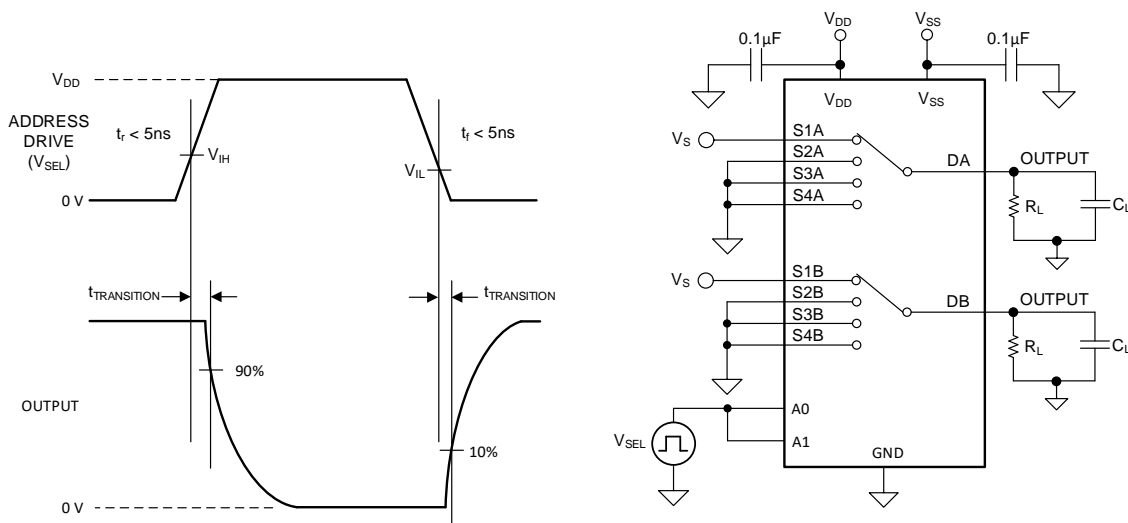 V_DD
ADDRESS
DRIVE
(V_SEL)
t_r < 5ns
V_IH
t_f < 5ns
V_IL
0 V
t_TRANSITION
t_TRANSITION
90%
OUTPUT
10%
0 V
V_DD
V_SS
0.1µF
0.1µF
V_DD
V_SS
V_S
S1A
S2A
S3A
S4A
DA
OUTPUT
R_L
C_L
V_S
S1B
S2B
S3B
S4B
DB
OUTPUT
R_L
C_L
V_SEL
A0
A1
GND